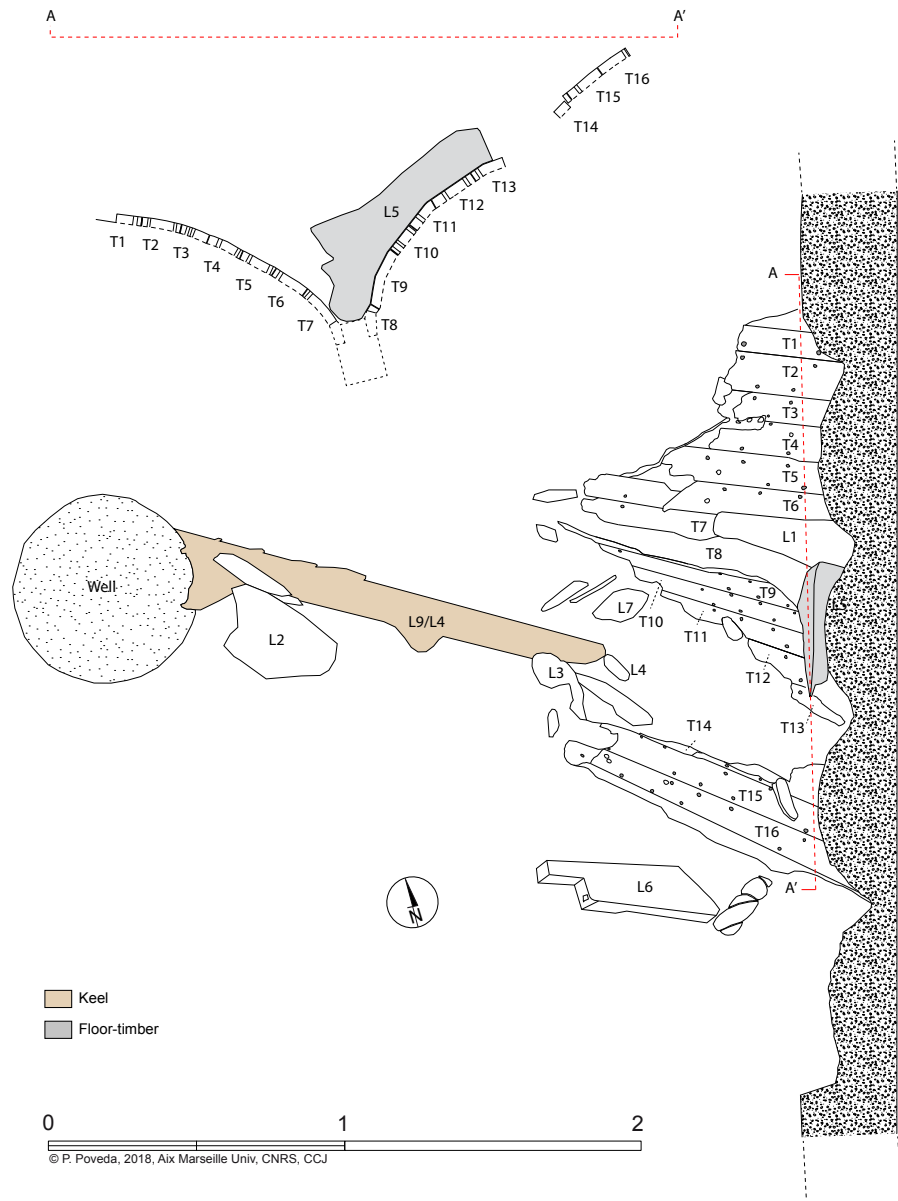 A A'
T16
T15
T14
T13
L5
T12
T11
T1
T2
T3
T10
T4
T5
T9
T6
T7
T8
A
T1
T2
T3
T4
T5
T6
L1
T7
T8
Well
T9
L5
L7
T10
L9/L4
T11
L2
L3
L4
T12
T14
T13
T15
T16
L6
A'
N
Keel
Floor-timber
0 1 2
© P. Poveda, 2018, Aix Marseille Univ, CNRS, CCJ